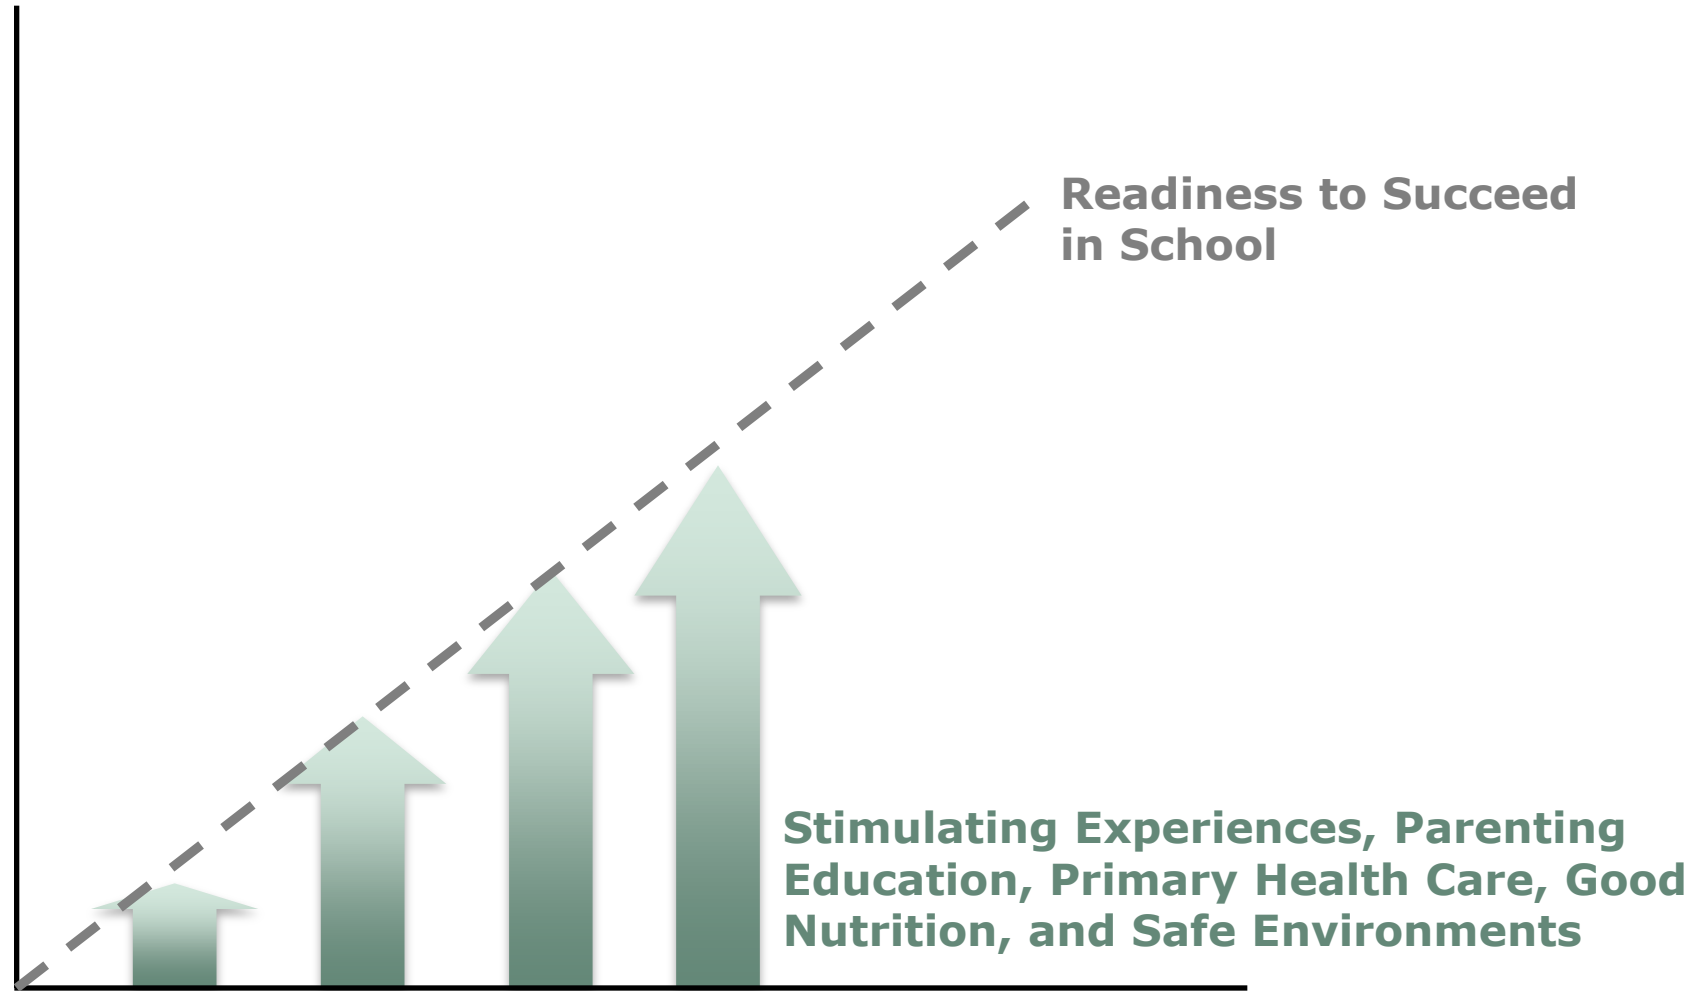 Readiness to Succeed
in School
Stimulating Experiences, Parenting
Education, Primary Health Care, Good
Nutrition, and Safe Environments